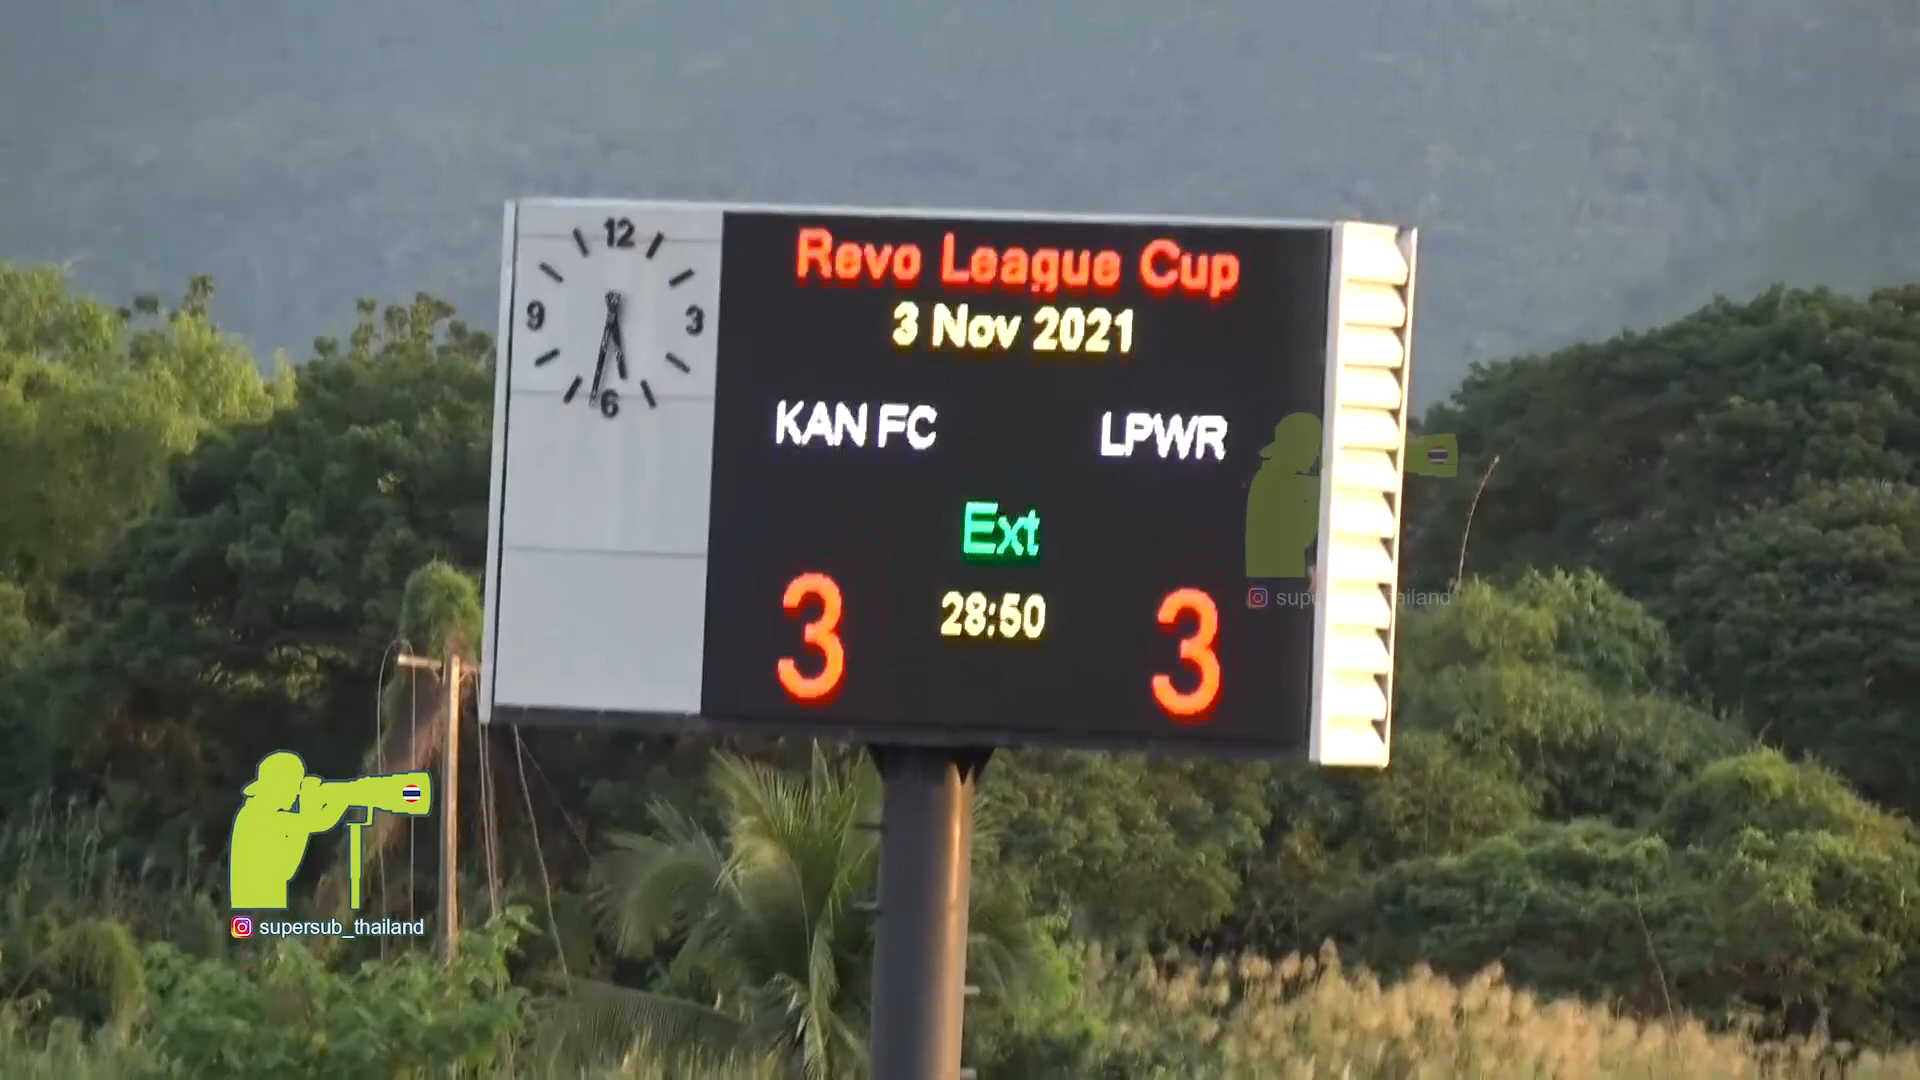 12
9
3
6
Revo League Cup
3 Nov 2021
KAN FC
LPWR
Ext
3
28:50
3
supersub_thailand